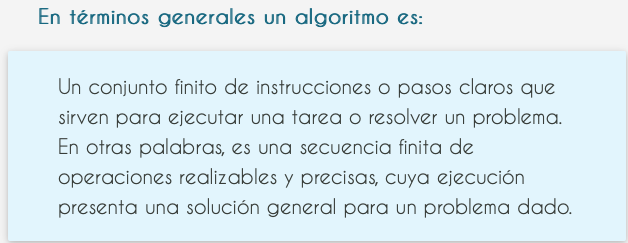 En términos generales un algoritmo es:
Un conjunto finito de instrucciones o pasos claros que
sirven para ejecutar una tarea o resolver un problema.
En otras palabras, es una secuencia finita de
operaciones realizables y precisas, cuya ejecución
presenta una solución general para un problema dado.